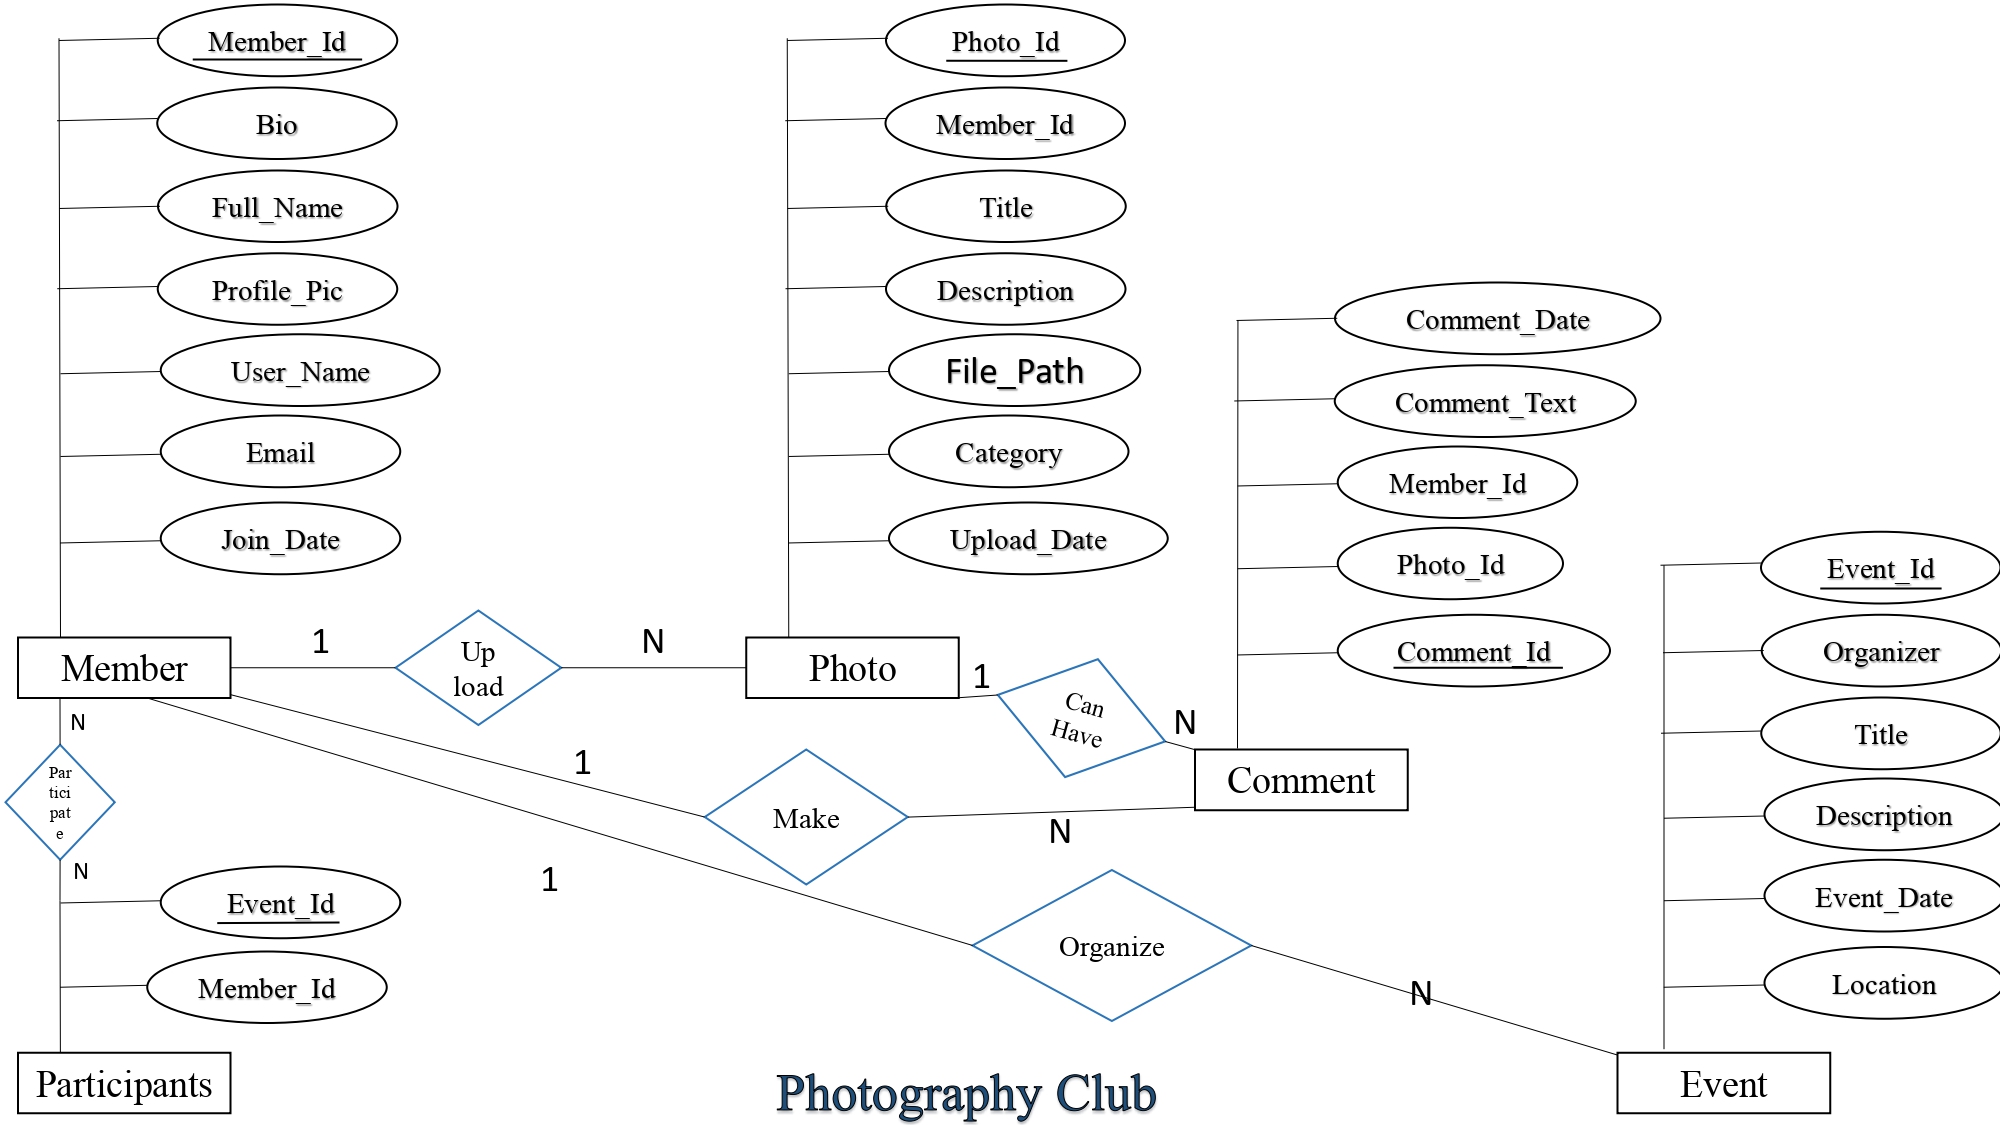 Member_Id
Bio
Full_Name
Profile_Pic
User_Name
Email
Join_Date
Photo_Id
Member_Id
Title
Description
File_Path
Category
Upload_Date
Comment_Date
Comment_Text
Member_Id
Photo_Id
Comment_Id
Event_Id
Organizer
Title
Description
Event_Date
Location
Member
1
Up
load
N
Photo
1
Can
Have
N
Comment
N
Par
tici
pat
e
N
1
Make
N
1
Organize
N
Event_Id
Member_Id
Participants
Photography Club
Event